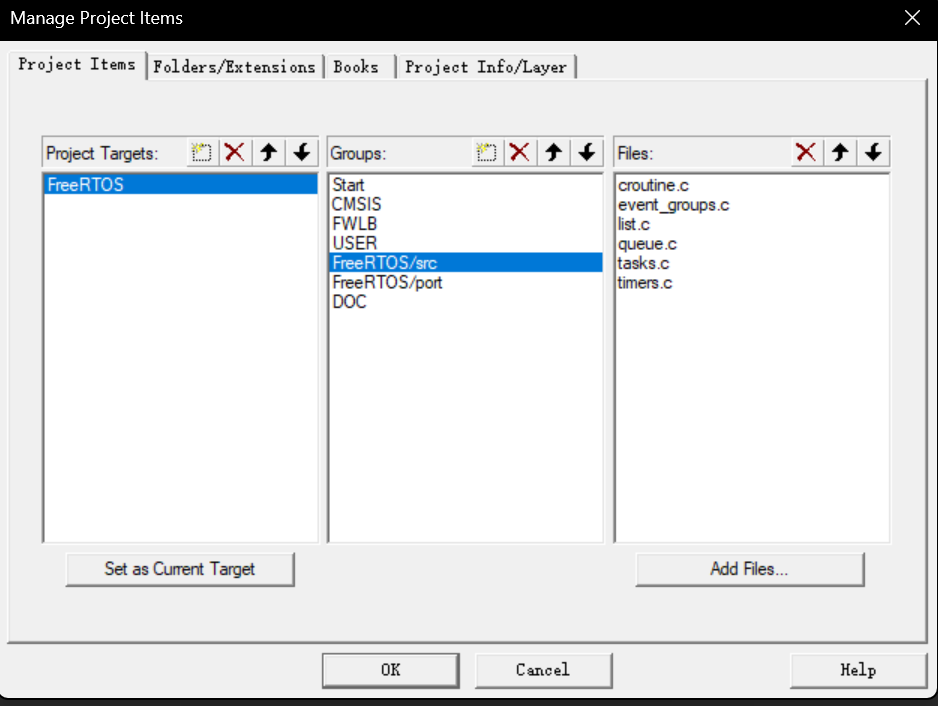 Manage Project Items
Project Items
Folders/Extensions
Books
Project Info/Layer
Project Targets:
FreeRTOS
Set as Current Target
Groups:
Start
CMSIS
FWLB
USER
FreeRTOS/src
FreeRTOS/port
DOC
Files:
croutine.c
event_groups.c
list.c
queue.c
tasks.c
timers.c
Add Files...
OK
Cancel
Help